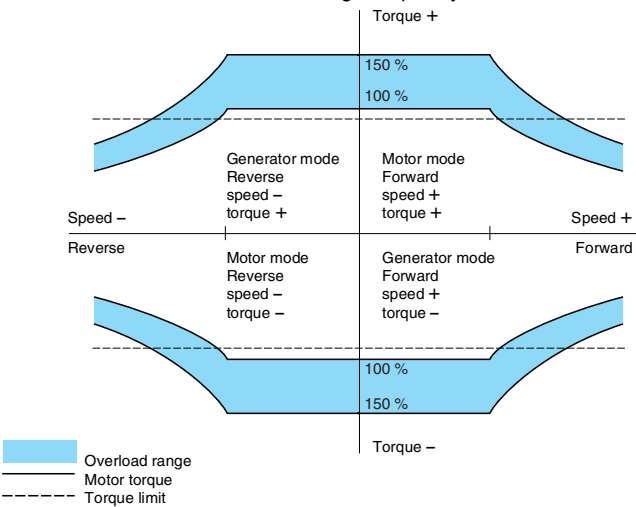 Torque +
150 %
100 %
Generator mode
Reverse
speed –
torque +
Motor mode
Forward
speed +
torque +
Speed –
Speed +
Reverse
Forward
Motor mode
Reverse
speed –
torque –
Generator mode
Forward
speed +
torque –
100 %
150 %
Torque –
Overload range
Motor torque
Torque limit